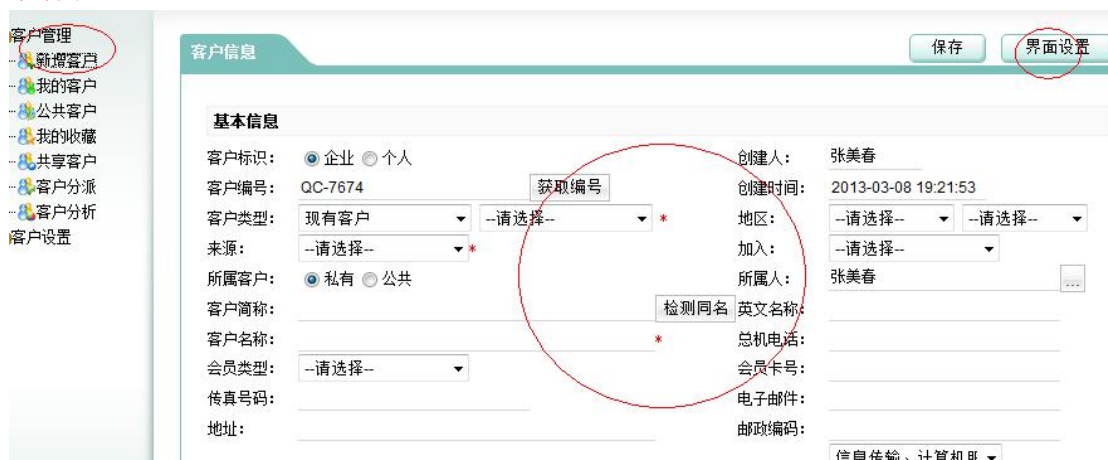 客户管理
新增客户
我的客户
公共客户
我的收藏
共享客户
客户分派
客户分析
客户设置
客户信息 保存 界面设置
基本信息
客户标识： 企业 个人 创建人： 张美春
客户编号： QC-7674 获取编号 创建时间： 2013-03-08 19:21:53
客户类型： 现有客户 --请选择-- * 地区： --请选择-- --请选择--
来源： --请选择-- * 加入： --请选择--
所属客户： 私有 公共 所属人： 张美春 ...
客户简称： 检测同名 英文名称：
客户名称： * 总机电话：
会员类型： --请选择-- 会员卡号：
传真号码： 电子邮件：
地址： 邮政编码：
信息传输、计算机服